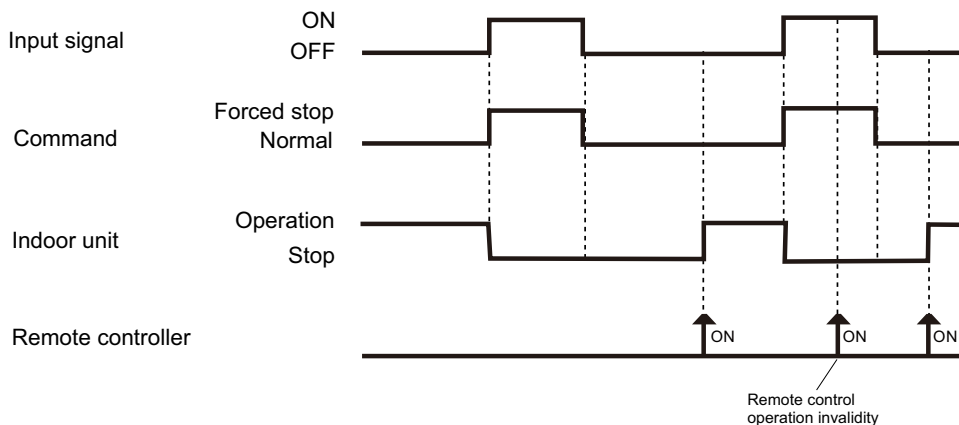 Input signal
ON
OFF
Command
Forced stop
Normal
Indoor unit
Operation
Stop
Remote controller
ON
ON
ON
Remote control
operation invalidity